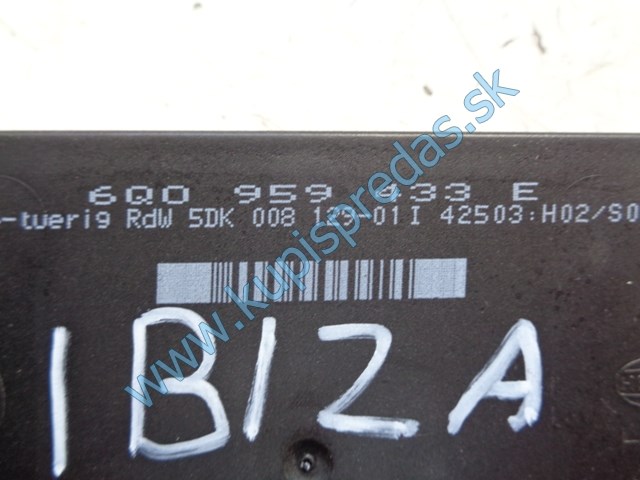 6Q0 959 433 E
-tuerig RdW 5DK 008 129-01 I 42503:H02/S0
IBIZA
www.kupispredas.sk